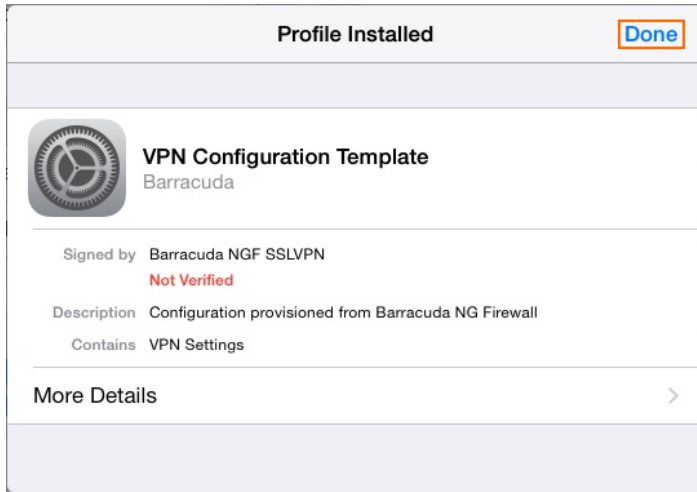 Profile Installed
Done
VPN Configuration Template
Barracuda
Signed by Barracuda NGF SSLVPN
Not Verified
Description Configuration provisioned from Barracuda NG Firewall
Contains VPN Settings
More Details